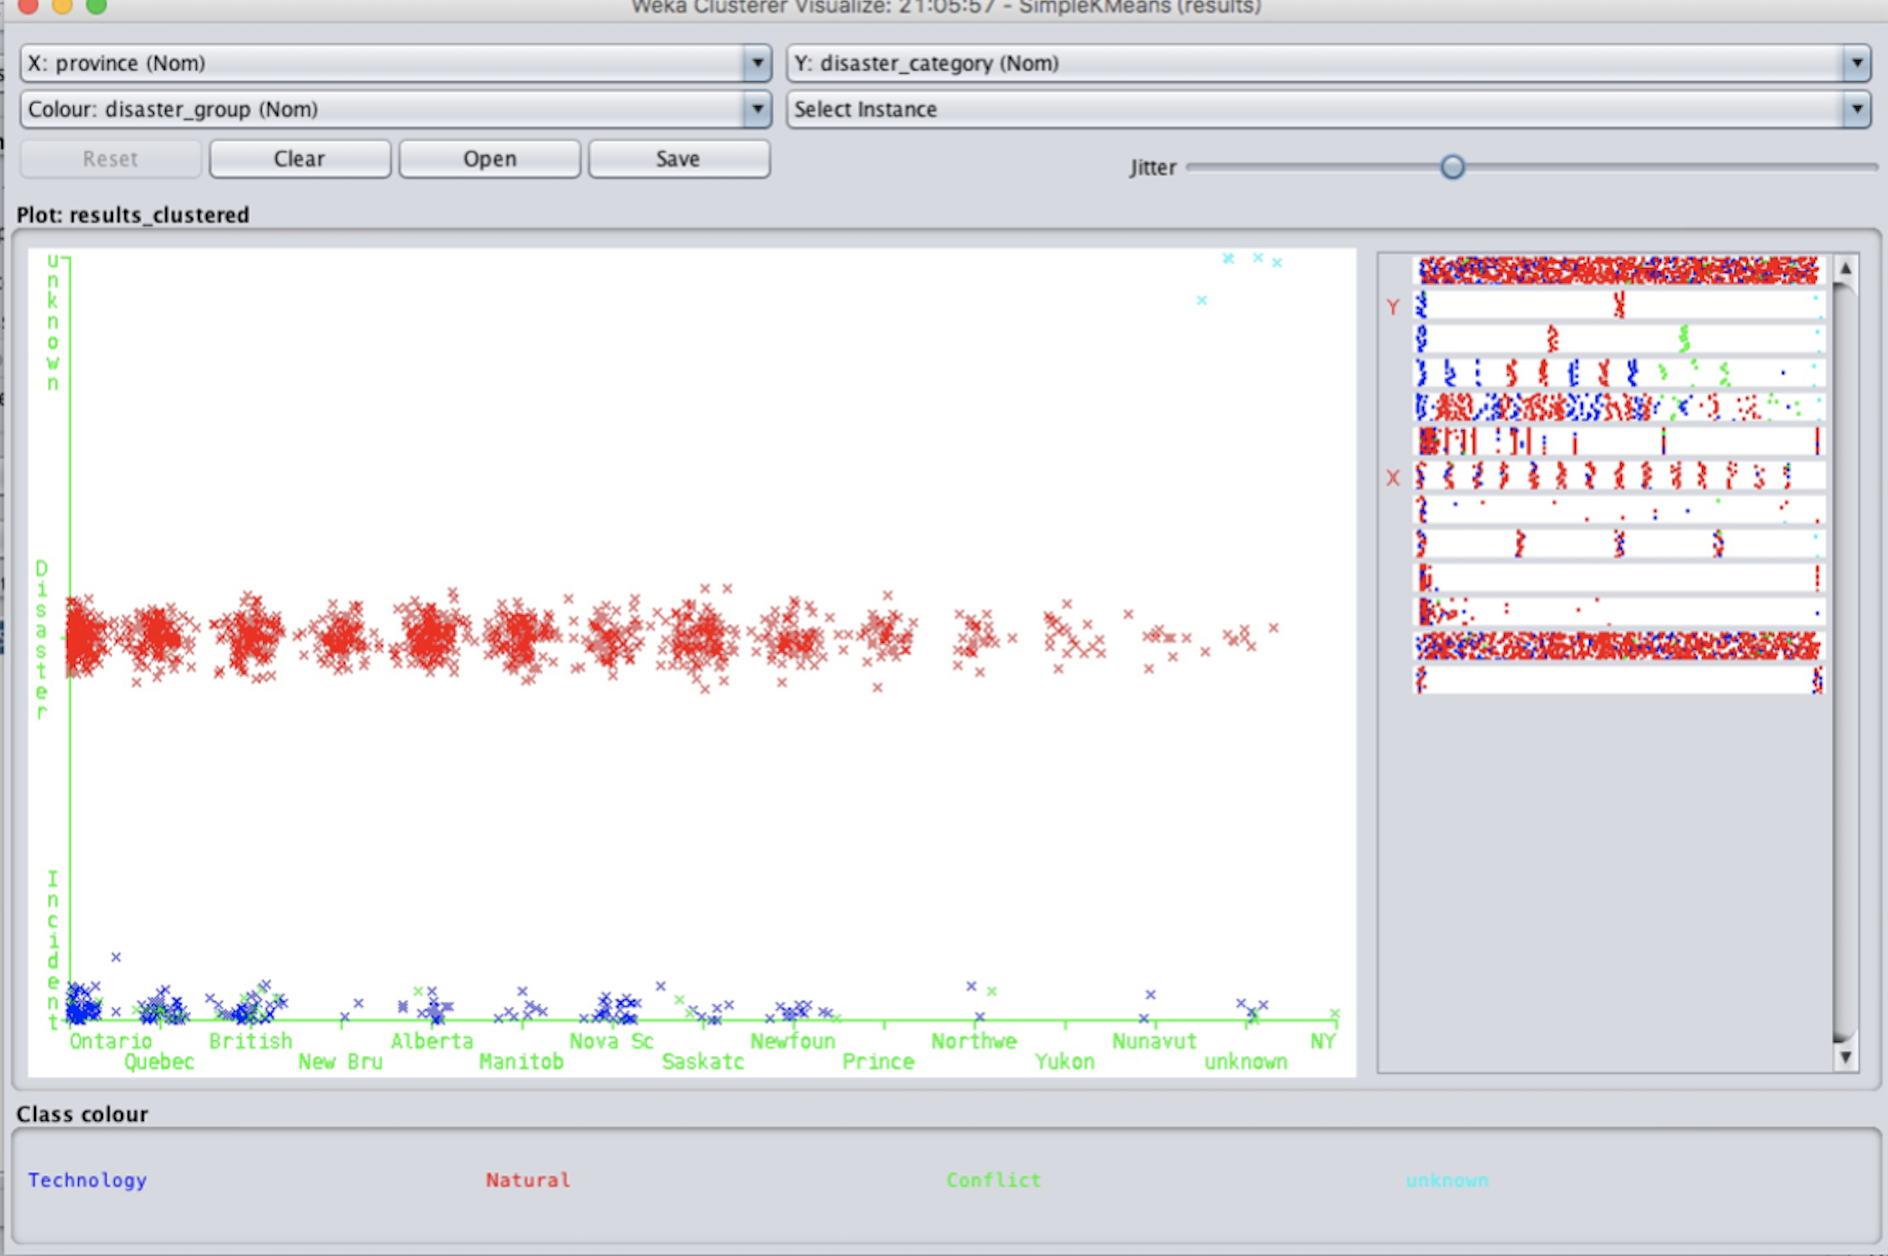 Weka Clusterer Visualize: 21:05:57 - SimpleKMeans (results)
X: province (Nom)
Y: disaster_category (Nom)
Colour: disaster_group (Nom)
Select Instance
Reset
Clear
Open
Save
Jitter
Plot: results_clustered
unknown
Disaster
Incident
Y
X
Ontario
British
Alberta
Nova Sc
Newfoun
Northwe
Nunavut
NY
Quebec
New Bru
Manitob
Saskatc
Prince
Yukon
unknown
Class colour
Technology
Natural
Conflict
unknown